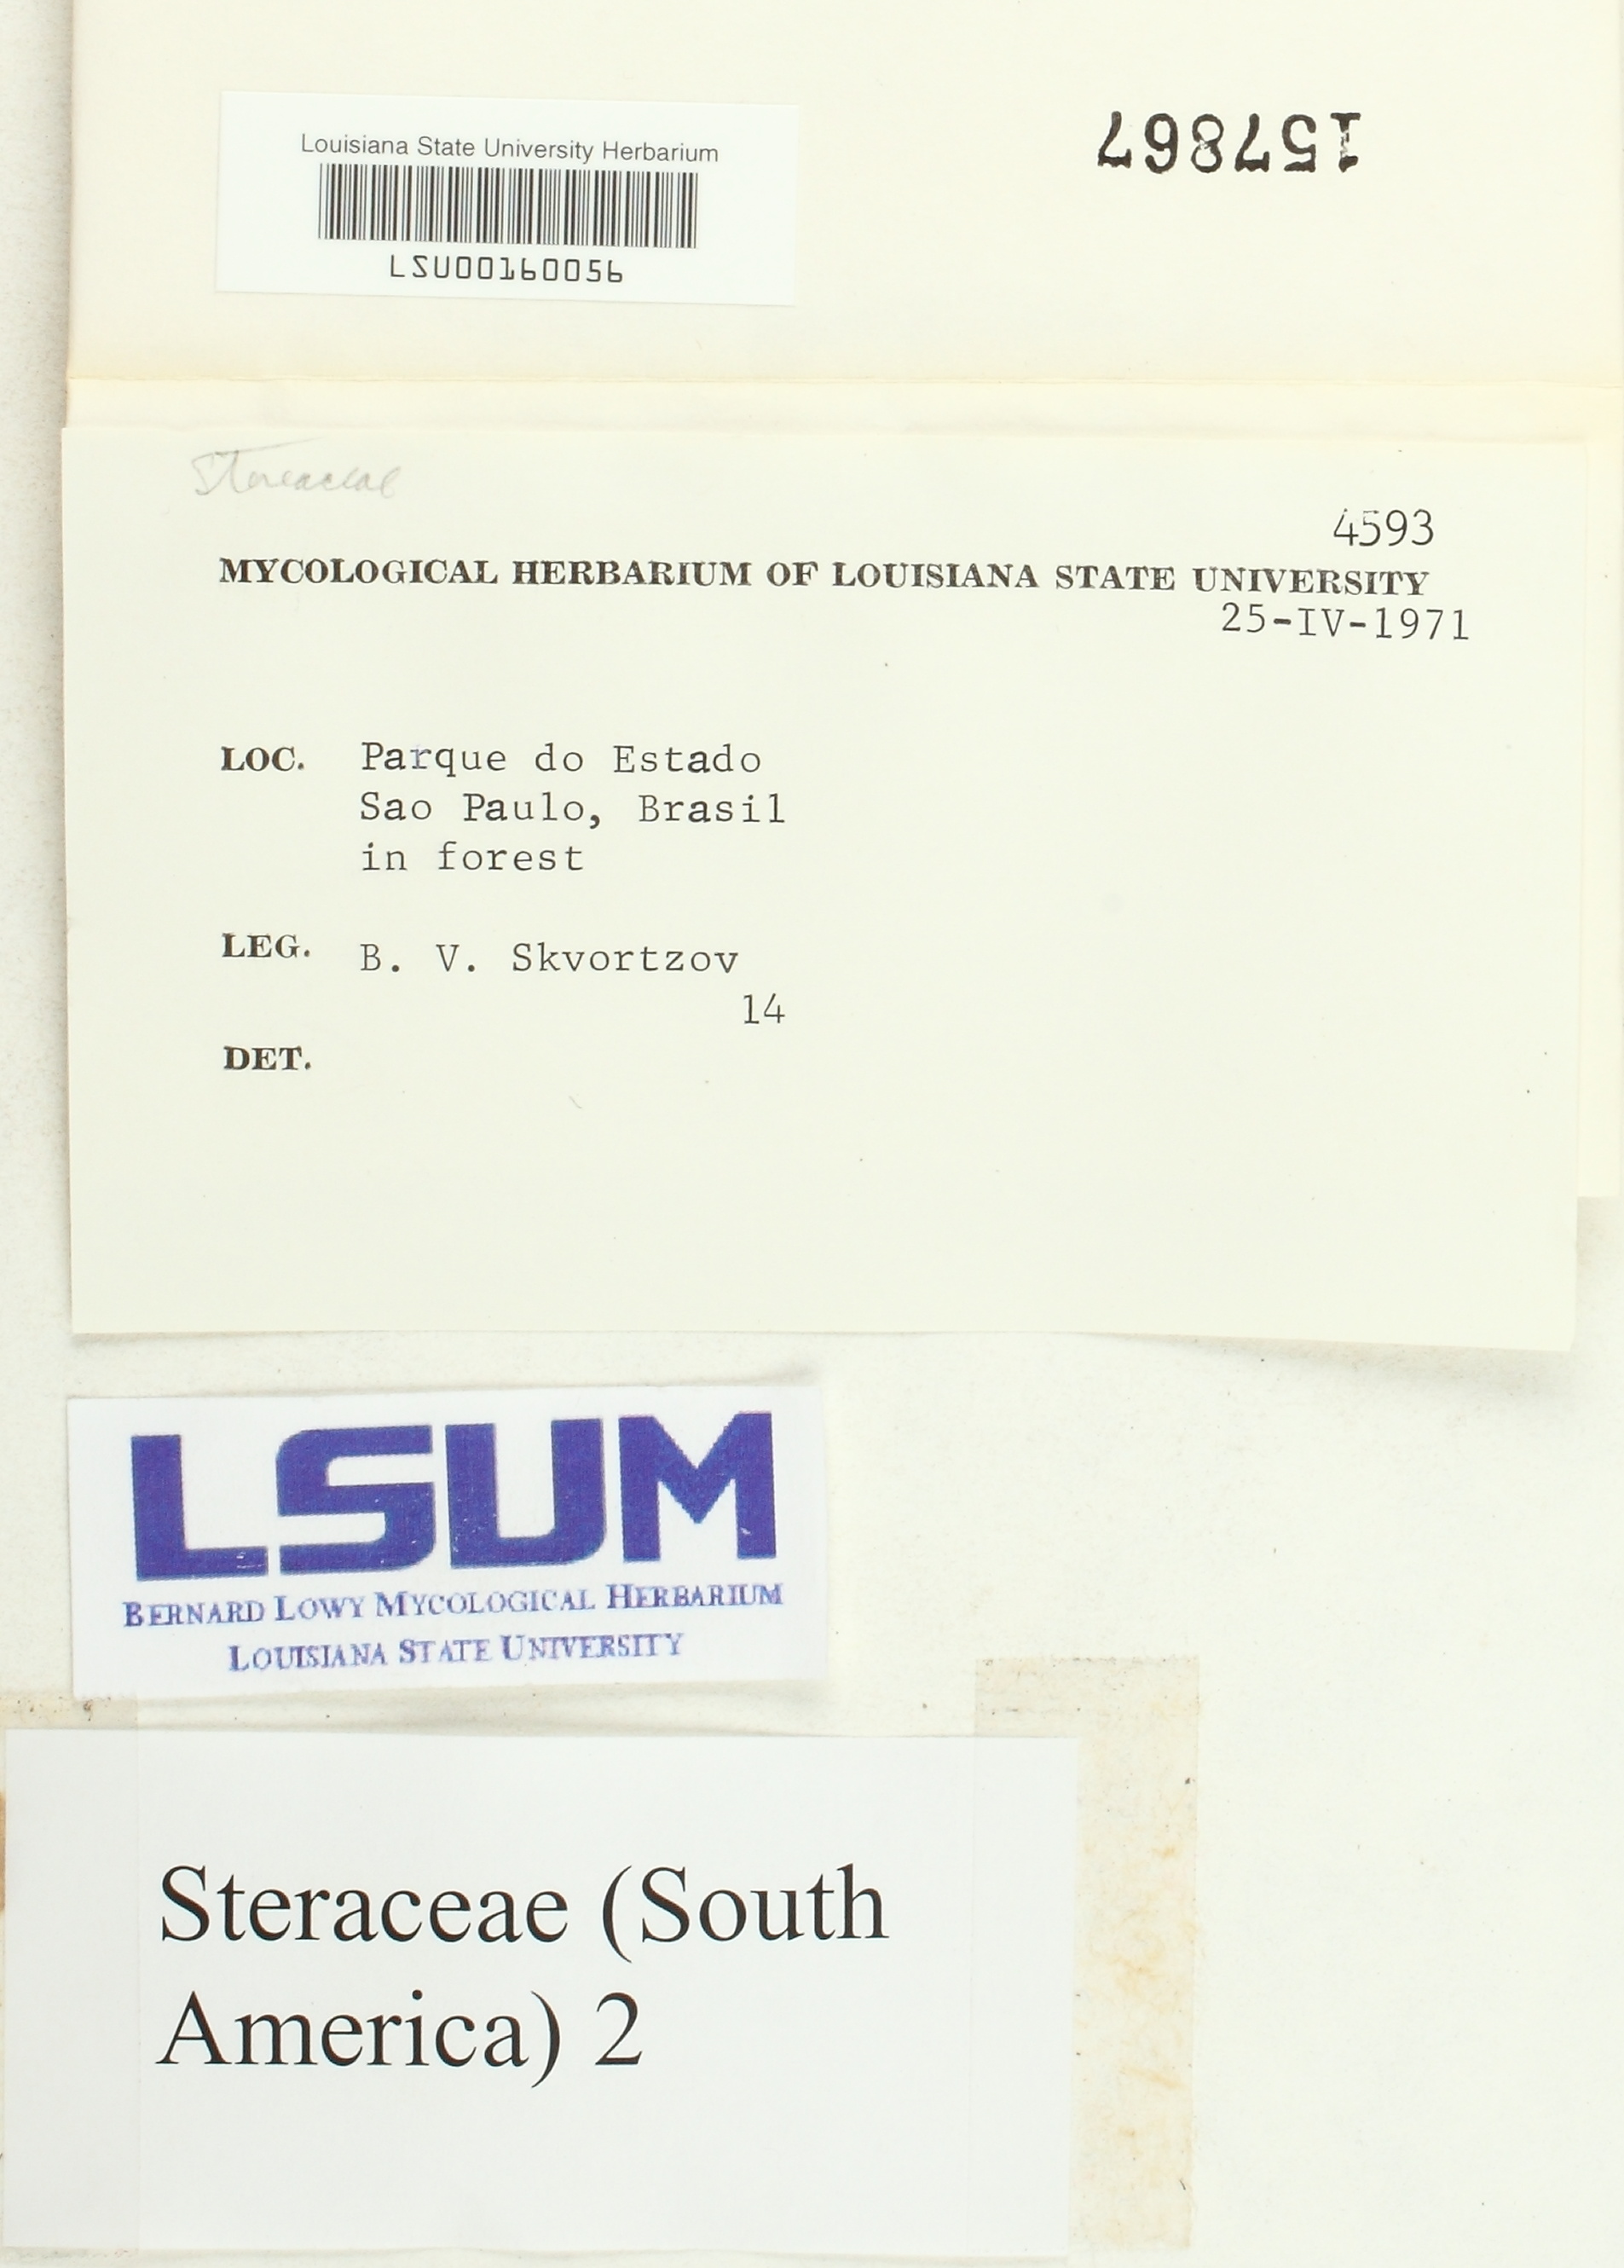 Louisiana State University Herbarium
LSU00160056
157867
Stereaceae
4593
MYCOLOGICAL HERBARIUM OF LOUISIANA STATE UNIVERSITY
25-IV-1971
LOC. Parque do Estado
Sao Paulo, Brasil
in forest
LEG. B. V. Skvortzov
14
DET.
LSUM
BERNARD LOWY MYCOLOGICAL HERBARIUM
LOUISIANA STATE UNIVERSITY
Steraceae (South
America) 2